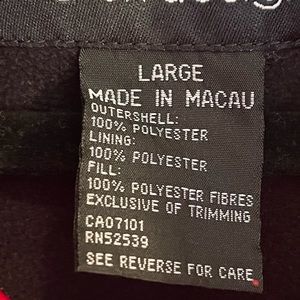 LARGE
MADE IN MACAU
OUTERSHELL:
100% POLYESTER
LINING:
100% POLYESTER
FILL:
100% POLYESTER FIBRES
EXCLUSIVE OF TRIMMING
CA07101
RN52539
SEE REVERSE FOR CARE.